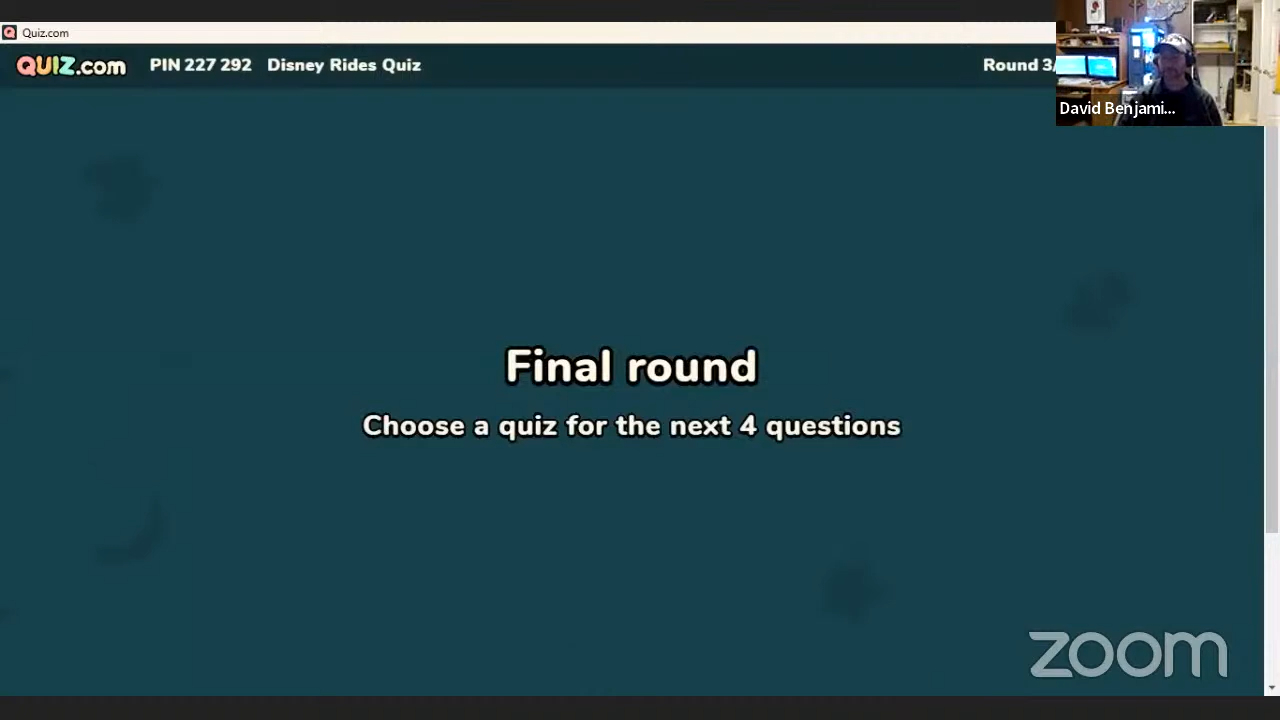 Quiz.com
QUIZ.com PIN 227 292 Disney Rides Quiz Round 3/
David Benjami...
Final round
Choose a quiz for the next 4 questions
zoom